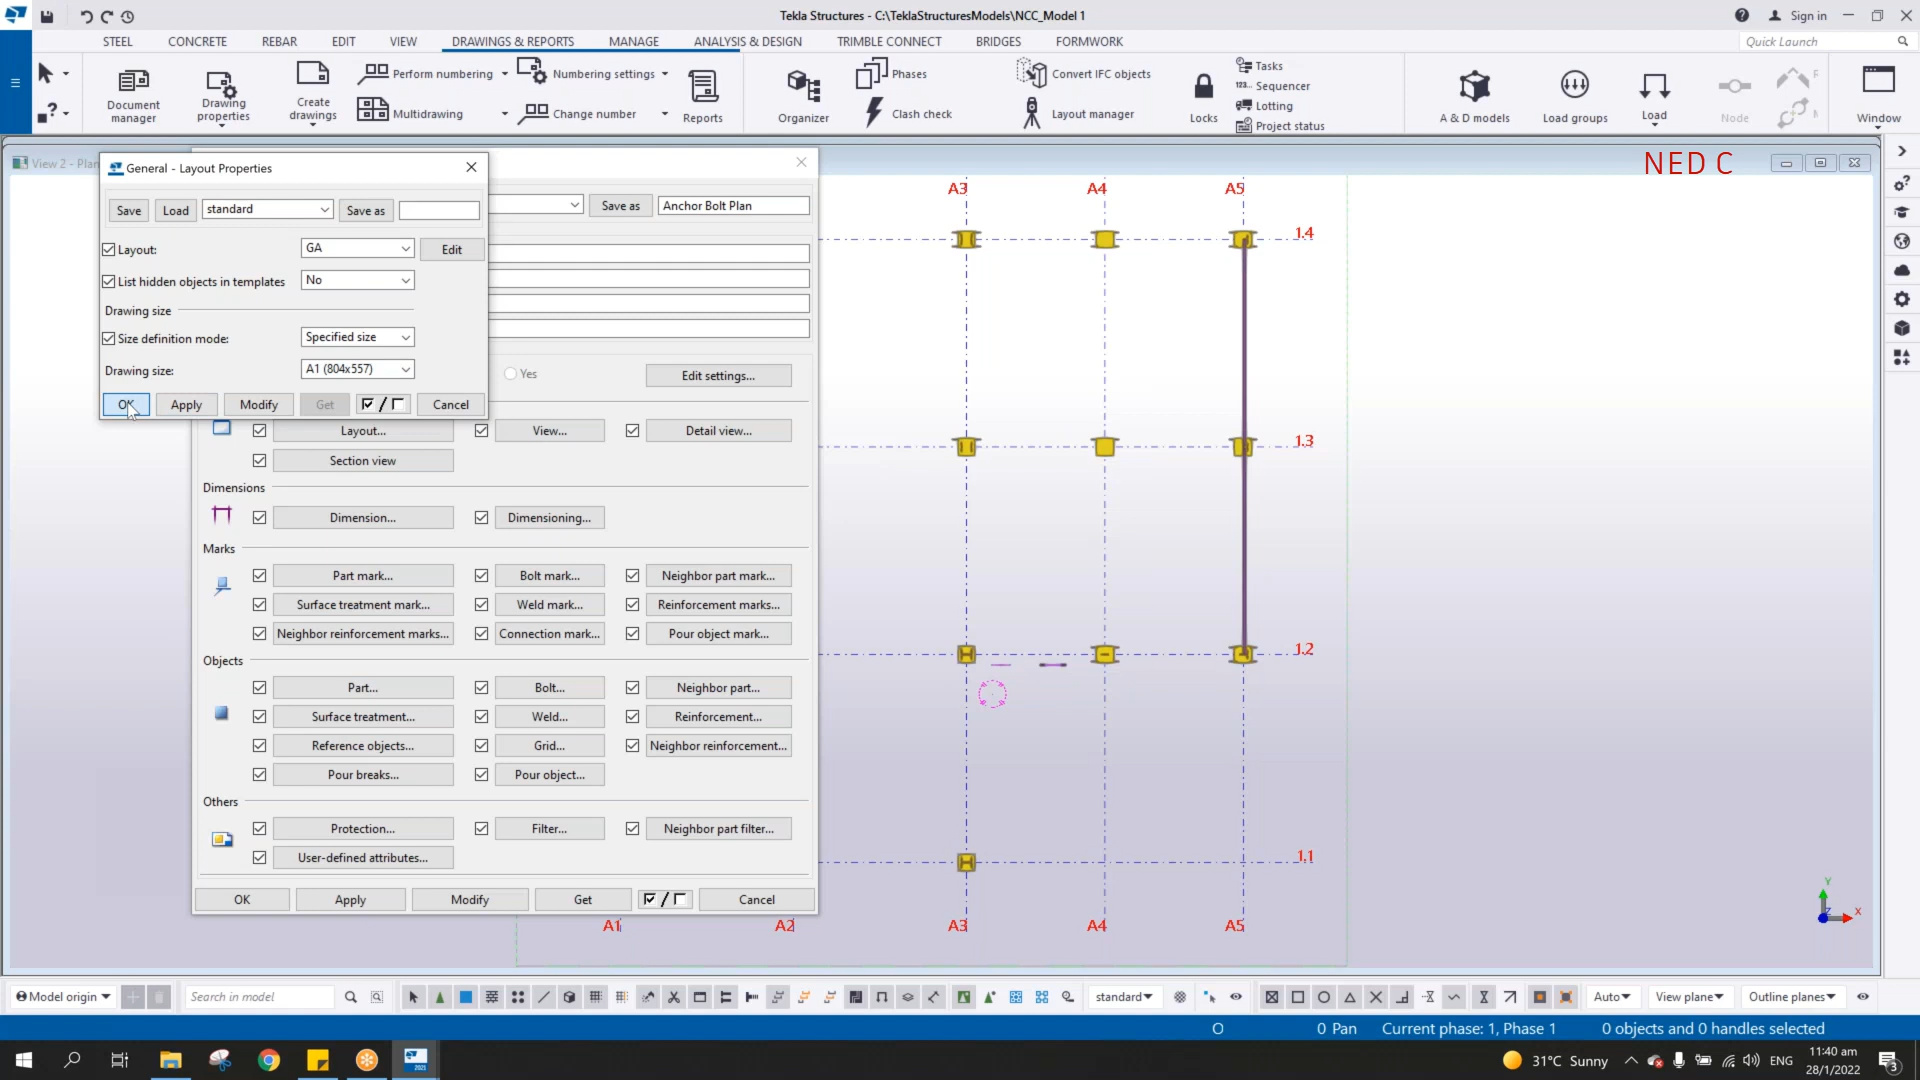 Tekla Structures - C:\TeklaStructuresModels\NCC_Model 1
Sign in
STEEL CONCRETE REBAR EDIT VIEW DRAWINGS & REPORTS MANAGE ANALYSIS & DESIGN TRIMBLE CONNECT BRIDGES FORMWORK
Quick Launch
Document manager
Drawing properties
Create drawings
Perform numbering
Multidrawing
Numbering settings
Change number
Reports
Organizer
Phases
Clash check
Convert IFC objects
Layout manager
Locks
Tasks
Sequencer
Lotting
Project status
A & D models
Load groups
Load
Node
Window
View 2 - Plan
NED C
General - Layout Properties
Save Load standard Save as
Layout: GA Edit
List hidden objects in templates No
Drawing size
Size definition mode: Specified size
Drawing size: A1 (804x557)
OK Apply Modify Get Cancel
Save as Anchor Bolt Plan
Yes Edit settings...
Layout... View... Detail view...
Section view
Dimensions
Dimension... Dimensioning...
Marks
Part mark... Bolt mark... Neighbor part mark...
Surface treatment mark... Weld mark... Reinforcement marks...
Neighbor reinforcement marks... Connection mark... Pour object mark...
Objects
Part... Bolt... Neighbor part...
Surface treatment... Weld... Reinforcement...
Reference objects... Grid... Neighbor reinforcement...
Pour breaks... Pour object...
Others
Protection... Filter... Neighbor part filter...
User-defined attributes...
OK Apply Modify Get Cancel
A3 A4 A5
1.4
1.3
1.2
1.1
A1 A2 A3 A4 A5
Y
Z
X
Model origin Search in model standard Auto View plane Outline planes
O 0 Pan Current phase: 1, Phase 1 0 objects and 0 handles selected
31°C Sunny ENG
11:40 am
28/1/2022
3